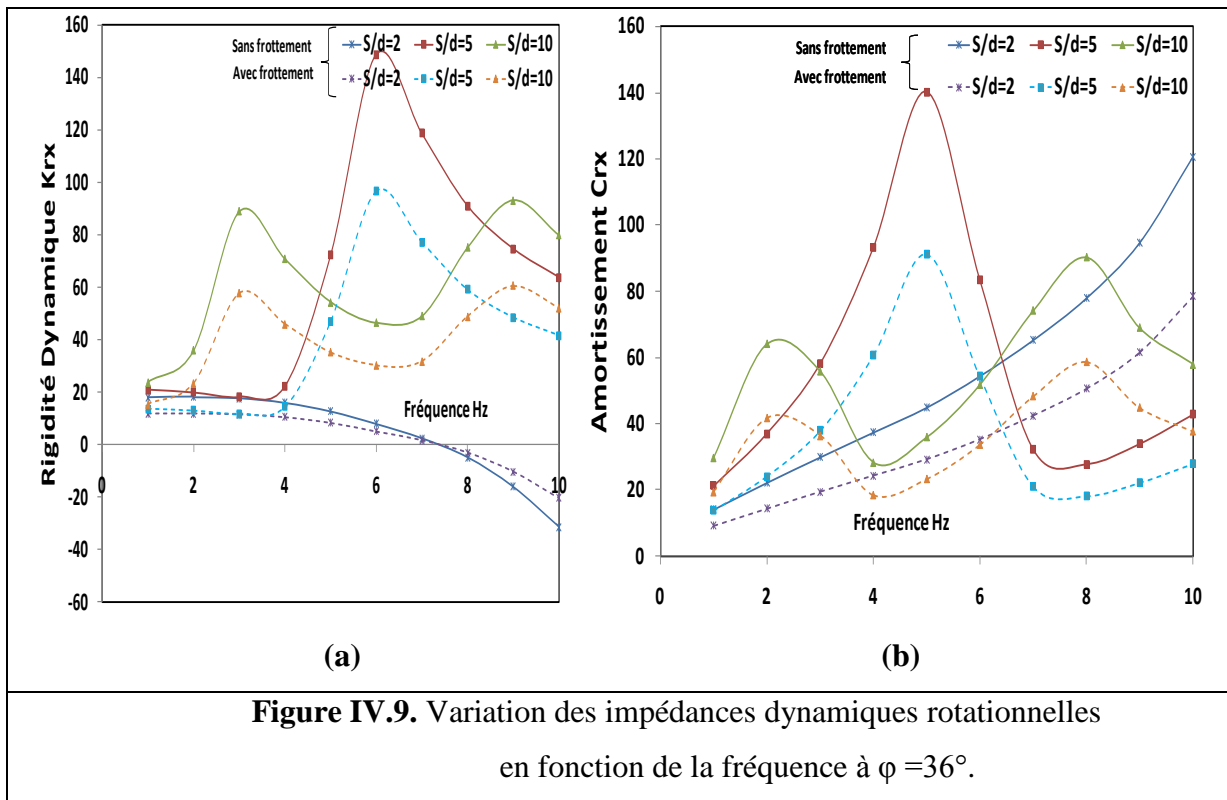 Rigidité Dynamique Krx
160
140
120
100
80
60
40
20
0
-20
-40
-60
0 2 4 6 8 10
Sans frottement
Avec frottement
S/d=2 S/d=5 S/d=10
S/d=2 S/d=5 S/d=10
Fréquence Hz
(a)
Amortissement Crx
160
140
120
100
80
60
40
20
0
Sans frottement
Avec frottement
S/d=2 S/d=5 S/d=10
S/d=2 S/d=5 S/d=10
Fréquence Hz
0 2 4 6 8 10
(b)
Figure IV.9. Variation des impédances dynamiques rotationnelles
en fonction de la fréquence à φ =36°.